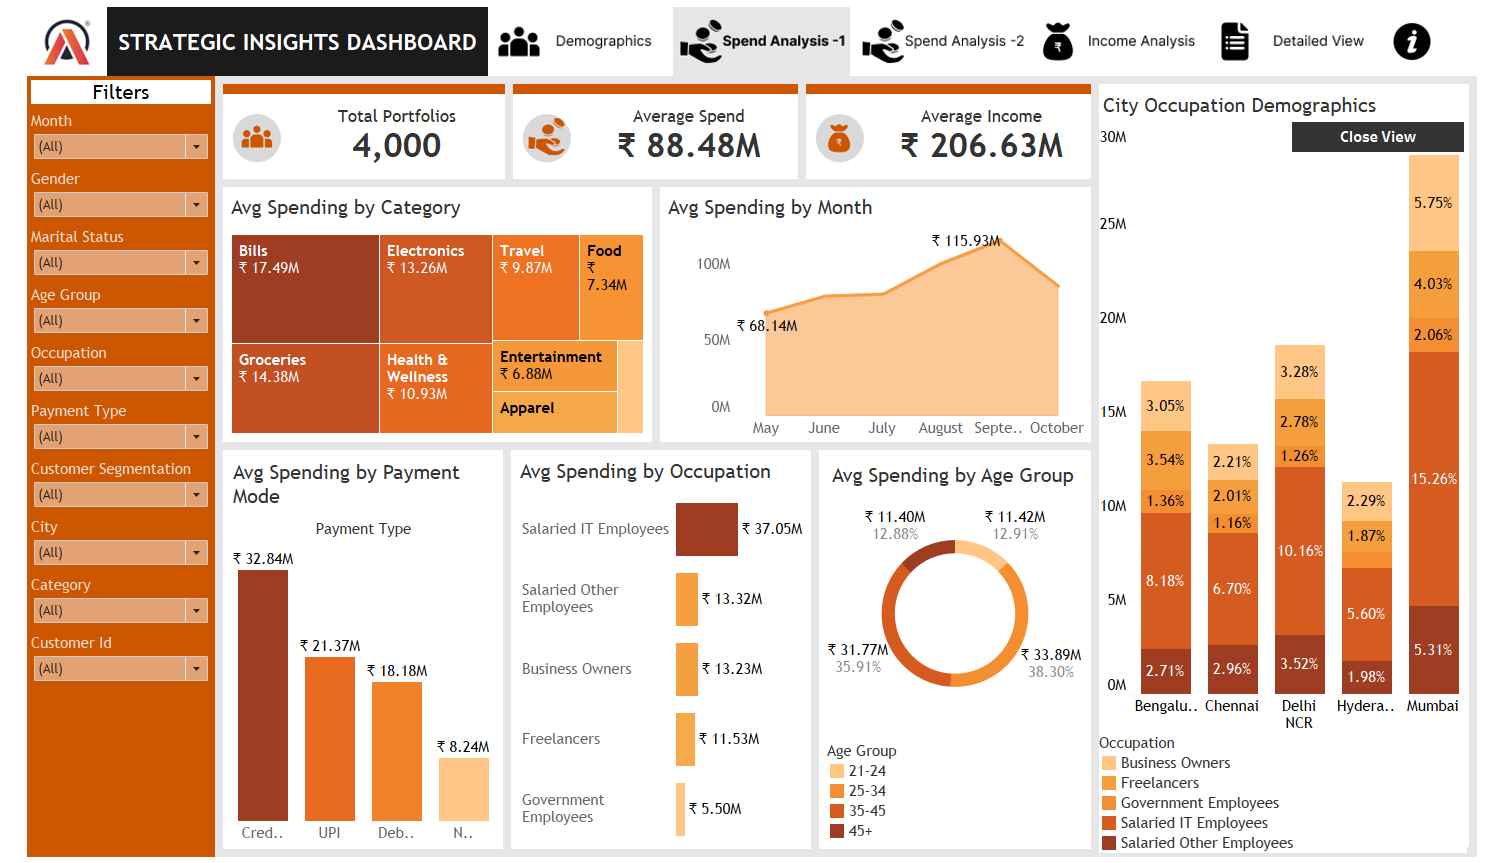 STRATEGIC INSIGHTS DASHBOARD
Demographics
Spend Analysis -1
Spend Analysis -2
Income Analysis
Detailed View
Filters
Month
(All)
Gender
(All)
Marital Status
(All)
Age Group
(All)
Occupation
(All)
Payment Type
(All)
Customer Segmentation
(All)
City
(All)
Category
(All)
Customer Id
(All)
Total Portfolios
4,000
Average Spend
₹ 88.48M
Average Income
₹ 206.63M
Avg Spending by Category
Bills
₹ 17.49M
Electronics
₹ 13.26M
Travel
₹ 9.87M
Food
₹
7.34M
Groceries
₹ 14.38M
Health &
Wellness
₹ 10.93M
Entertainment
₹ 6.88M
Apparel
Avg Spending by Month
₹ 115.93M
100M
₹ 68.14M
50M
0M
May
June
July
August
Septe..
October
Avg Spending by Payment
Mode
Payment Type
₹ 32.84M
₹ 21.37M
₹ 18.18M
₹ 8.24M
Cred..
UPI
Deb..
N..
Avg Spending by Occupation
Salaried IT Employees
₹ 37.05M
Salaried Other
Employees
₹ 13.32M
Business Owners
₹ 13.23M
Freelancers
₹ 11.53M
Government
Employees
₹ 5.50M
Avg Spending by Age Group
₹ 11.40M
12.88%
₹ 11.42M
12.91%
₹ 31.77M
35.91%
₹ 33.89M
38.30%
Age Group
21-24
25-34
35-45
45+
City Occupation Demographics
Close View
30M
25M
20M
15M
10M
5M
0M
3.05%
3.54%
1.36%
8.18%
2.71%
2.21%
2.01%
1.16%
6.70%
2.96%
3.28%
2.78%
1.26%
10.16%
3.52%
2.29%
1.87%
5.60%
1.98%
5.75%
4.03%
2.06%
15.26%
5.31%
Bengalu..
Chennai
Delhi
NCR
Hydera..
Mumbai
Occupation
Business Owners
Freelancers
Government Employees
Salaried IT Employees
Salaried Other Employees